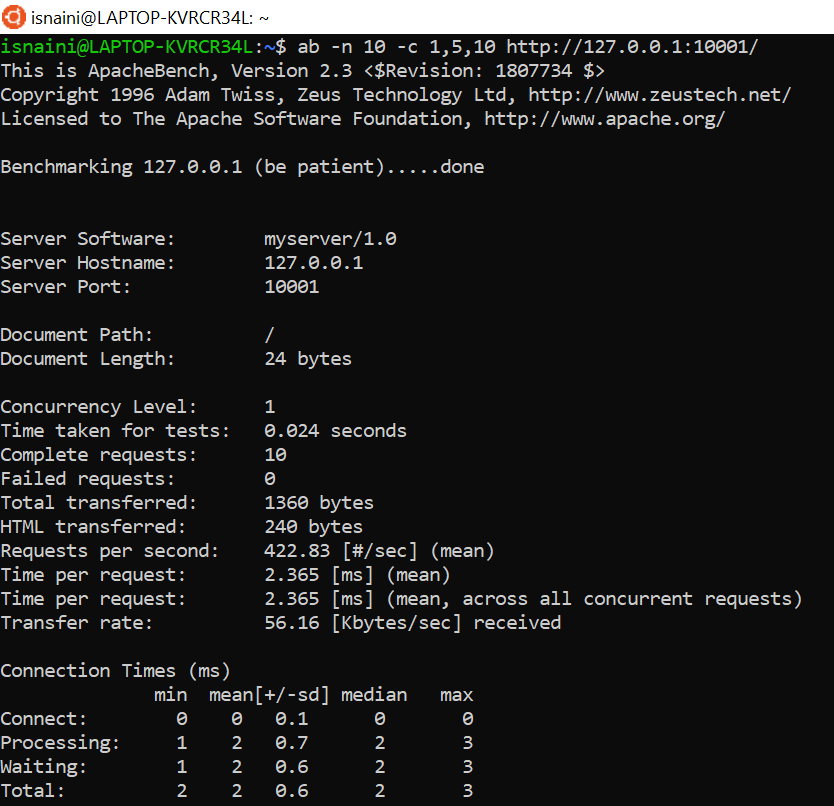 isnaini@LAPTOP-KVRCR34L: ~
isnaini@LAPTOP-KVRCR34L:~$ ab -n 10 -c 1,5,10 http://127.0.0.1:10001/
This is ApacheBench, Version 2.3 <$Revision: 1807734 $>
Copyright 1996 Adam Twiss, Zeus Technology Ltd, http://www.zeustech.net/
Licensed to The Apache Software Foundation, http://www.apache.org/

Benchmarking 127.0.0.1 (be patient).....done


Server Software:        myserver/1.0
Server Hostname:        127.0.0.1
Server Port:            10001

Document Path:          /
Document Length:        24 bytes

Concurrency Level:      1
Time taken for tests:   0.024 seconds
Complete requests:      10
Failed requests:        0
Total transferred:      1360 bytes
HTML transferred:       240 bytes
Requests per second:    422.83 [#/sec] (mean)
Time per request:       2.365 [ms] (mean)
Time per request:       2.365 [ms] (mean, across all concurrent requests)
Transfer rate:          56.16 [Kbytes/sec] received

Connection Times (ms)
              min  mean[+/-sd] median   max
Connect:        0    0   0.1      0       0
Processing:     1    2   0.7      2       3
Waiting:        1    2   0.6      2       3
Total:          2    2   0.6      2       3